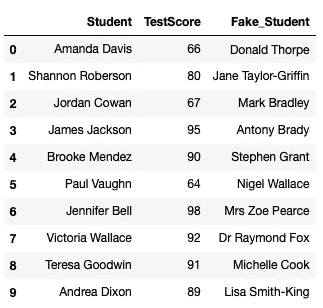 Student TestScore Fake_Student
0 Amanda Davis 66 Donald Thorpe
1 Shannon Roberson 80 Jane Taylor-Griffin
2 Jordan Cowan 67 Mark Bradley
3 James Jackson 95 Antony Brady
4 Brooke Mendez 90 Stephen Grant
5 Paul Vaughn 64 Nigel Wallace
6 Jennifer Bell 98 Mrs Zoe Pearce
7 Victoria Wallace 92 Dr Raymond Fox
8 Teresa Goodwin 91 Michelle Cook
9 Andrea Dixon 89 Lisa Smith-King